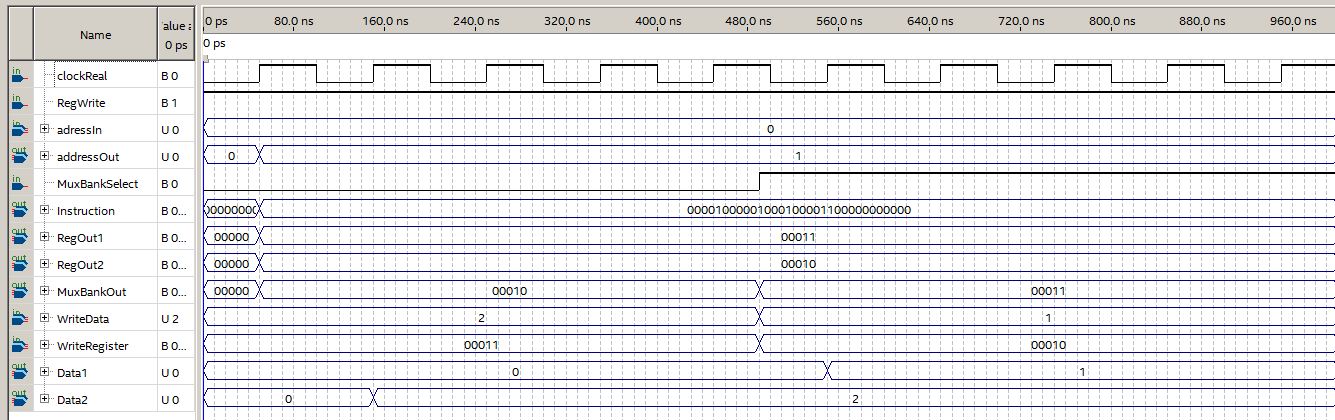 Name
Value a
0 ps
0 ps 80.0 ns 160.0 ns 240.0 ns 320.0 ns 400.0 ns 480.0 ns 560.0 ns 640.0 ns 720.0 ns 800.0 ns 880.0 ns 960.0 ns
0 ps
in clockReal B 0
in RegWrite B 1
in adressIn U 0 0
out addressOut U 0 0 1
in MuxBankSelect B 0
out Instruction B 0... 0000000 00001000001000100001100000000000
out RegOut1 B 0... 00000 00011
out RegOut2 B 0... 00000 00010
out MuxBankOut B 0... 00000 00010 00011
in WriteData U 2 2 1
in WriteRegister B 0... 00011 00010
out Data1 U 0 0 1
out Data2 U 0 0 2